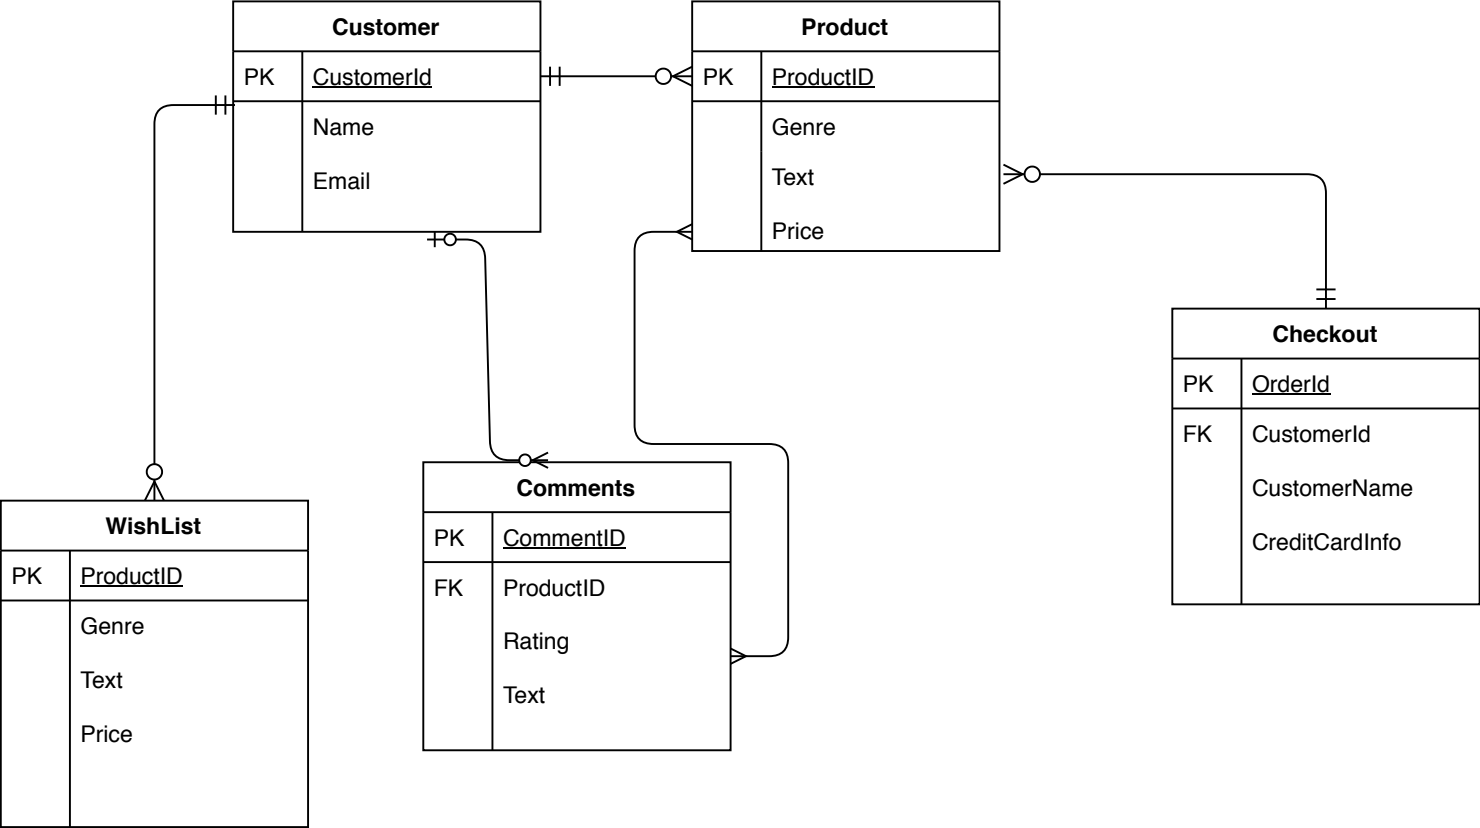 Customer
PK CustomerId
Name
Email
Product
PK ProductID
Genre
Text
Price
Checkout
PK OrderId
FK CustomerId
CustomerName
CreditCardInfo
Comments
PK CommentID
FK ProductID
Rating
Text
WishList
PK ProductID
Genre
Text
Price